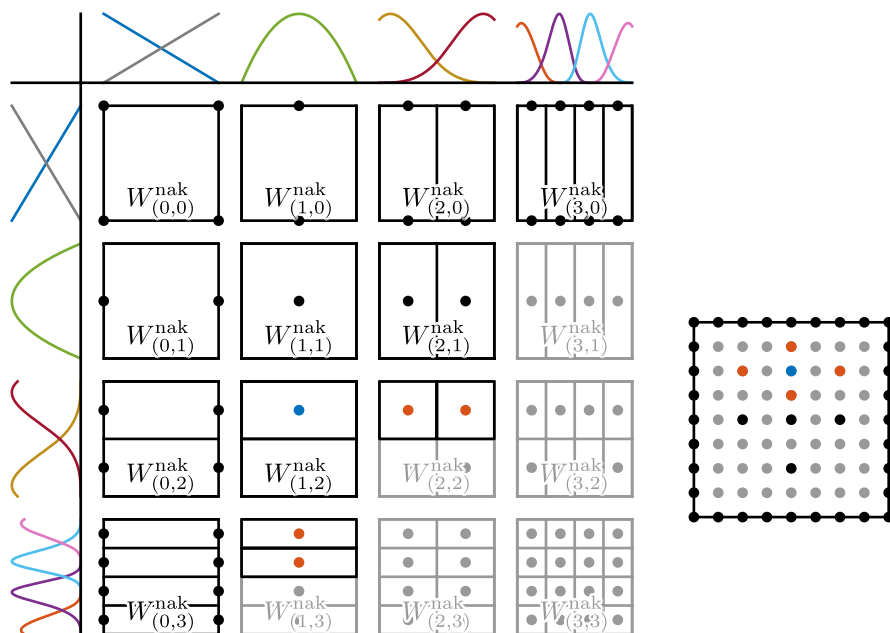 W^nak_(0,0) W^nak_(1,0) W^nak_(2,0) W^nak_(3,0)
W^nak_(0,1) W^nak_(1,1) W^nak_(2,1) W^nak_(3,1)
W^nak_(0,2) W^nak_(1,2) W^nak_(2,2) W^nak_(3,2)
W^nak_(0,3) W^nak_(1,3) W^nak_(2,3) W^nak_(3,3)